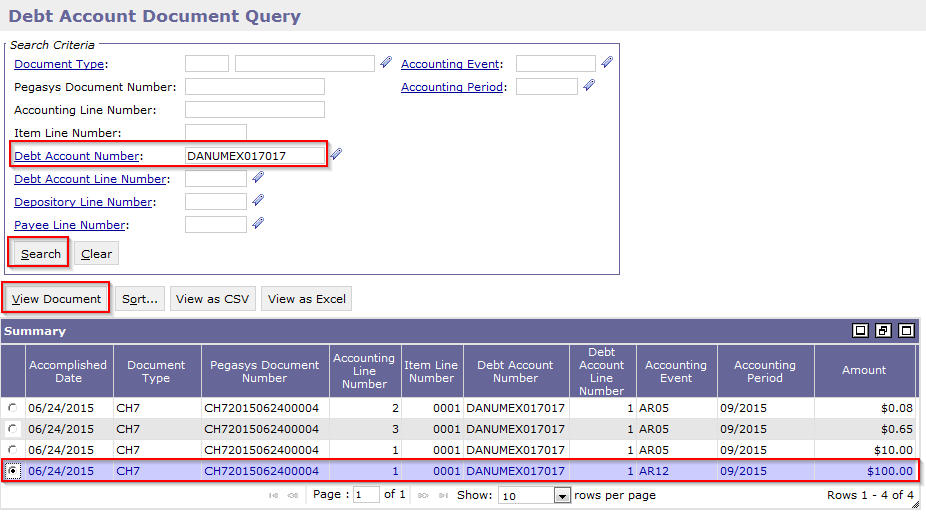 Debt Account Document Query
Search Criteria
Document Type: Accounting Event:
Pegasys Document Number: Accounting Period:
Accounting Line Number:
Item Line Number:
Debt Account Number: DANUMEX017017
Debt Account Line Number:
Depository Line Number:
Payee Line Number:
Search Clear
View Document Sort... View as CSV View as Excel
Summary
Accomplished Date Document Type Pegasys Document Number Accounting Line Number Item Line Number Debt Account Number Debt Account Line Number Accounting Event Accounting Period Amount
06/24/2015 CH7 CH72015062400004 2 0001 DANUMEX017017 1 AR05 09/2015 $0.08
06/24/2015 CH7 CH72015062400004 3 0001 DANUMEX017017 1 AR05 09/2015 $0.65
06/24/2015 CH7 CH72015062400004 1 0001 DANUMEX017017 1 AR05 09/2015 $10.00
06/24/2015 CH7 CH72015062400004 1 0001 DANUMEX017017 1 AR12 09/2015 $100.00
Page : 1 of 1 Show: 10 rows per page Rows 1 - 4 of 4